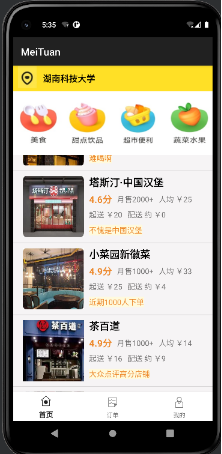 5:35
MeiTuan
湖南科技大学
美食 甜点饮品 超市便利 蔬菜水果
难喝啊
塔斯汀·中国汉堡
4.6分 月售2000+ 人均 ¥25
起送 ¥20 配送 约 ¥0
不愧是中国汉堡
小菜园新徽菜
4.9分 月售1000+ 人均 ¥33
起送 ¥25 配送 约 ¥4
近期1000人下单
茶百道
4.9分 月售1000+ 人均 ¥14
起送 ¥16 配送 约 ¥9
大众点评高分店铺
首页 订单 我的